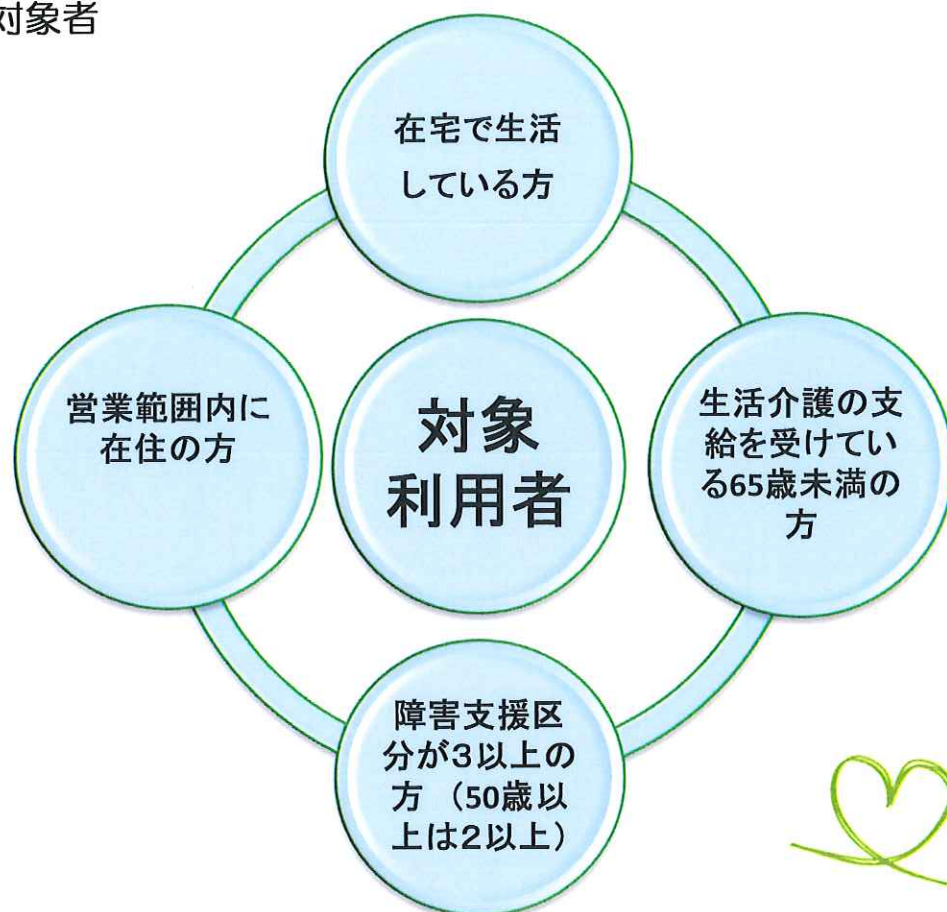 対象者
在宅で生活
している方
営業範囲内に
在住の方
対象
利用者
生活介護の支
給を受けてい
る65歳未満の
方
障害支援区
分が3以上の
方（50歳以
上は2以上）